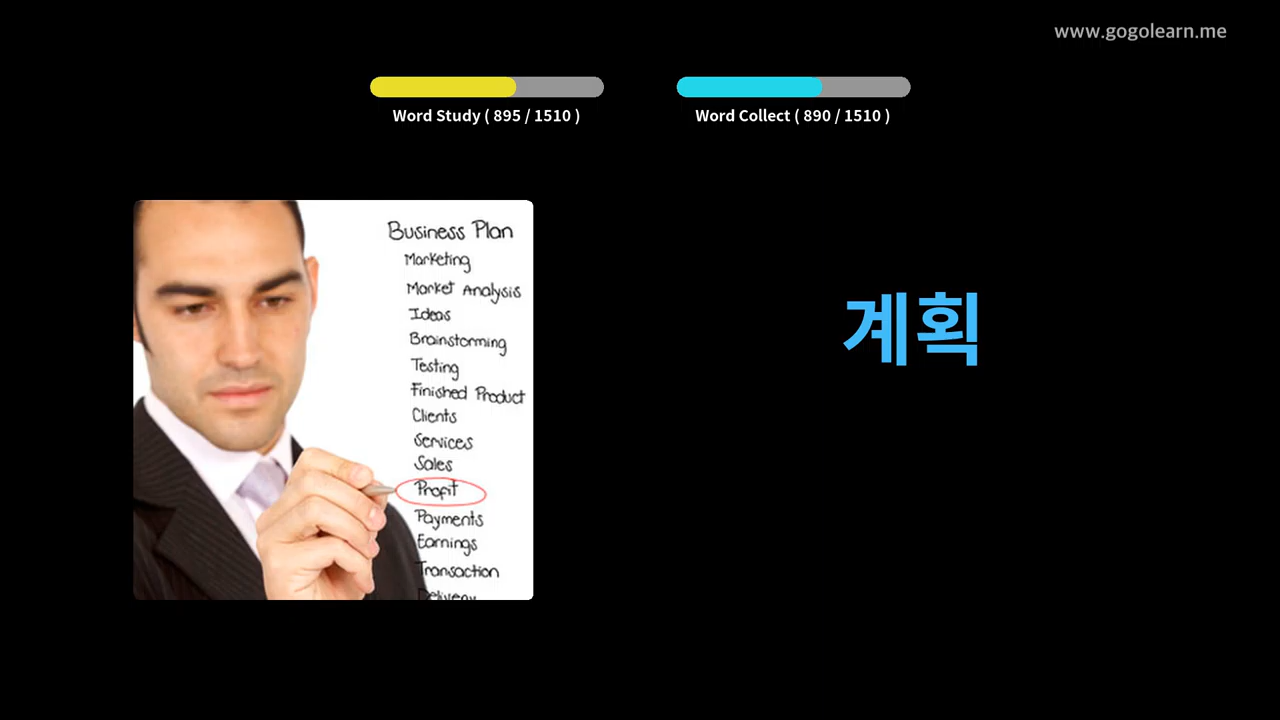 www.gogolearn.me
Word Study ( 895 / 1510 )
Word Collect ( 890 / 1510 )
Business Plan
Marketing
Market Analysis
Ideas
Brainstorming
Testing
Finished Product
Clients
Services
Sales
Profit
Payments
Earnings
Transaction
Delivery
계획